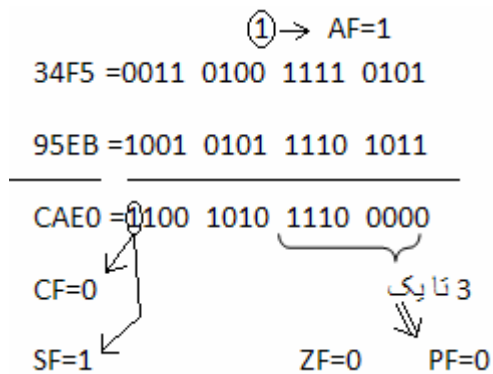 1 → AF=1
34F5 =0011 0100 1111 0101
95EB =1001 0101 1110 1011
CAE0 =1100 1010 1110 0000
CF=0 3 تا یک
SF=1 ZF=0 PF=0